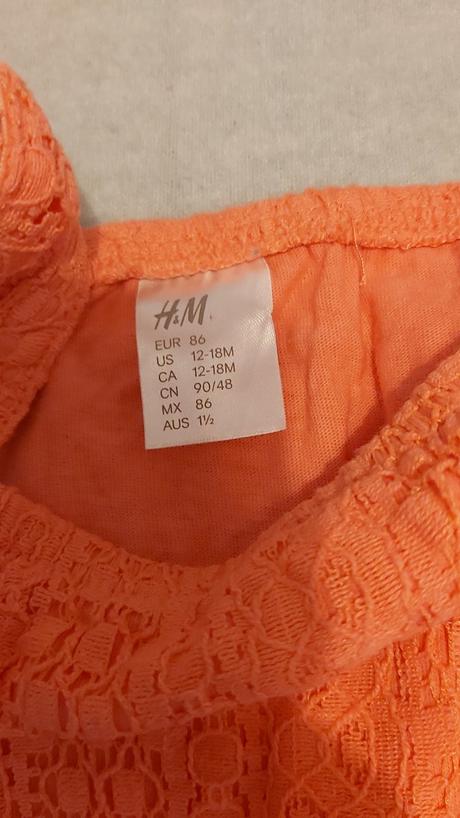 H&M
EUR 86
US 12-18M
CA 12-18M
CN 90/48
MX 86
AUS 1½